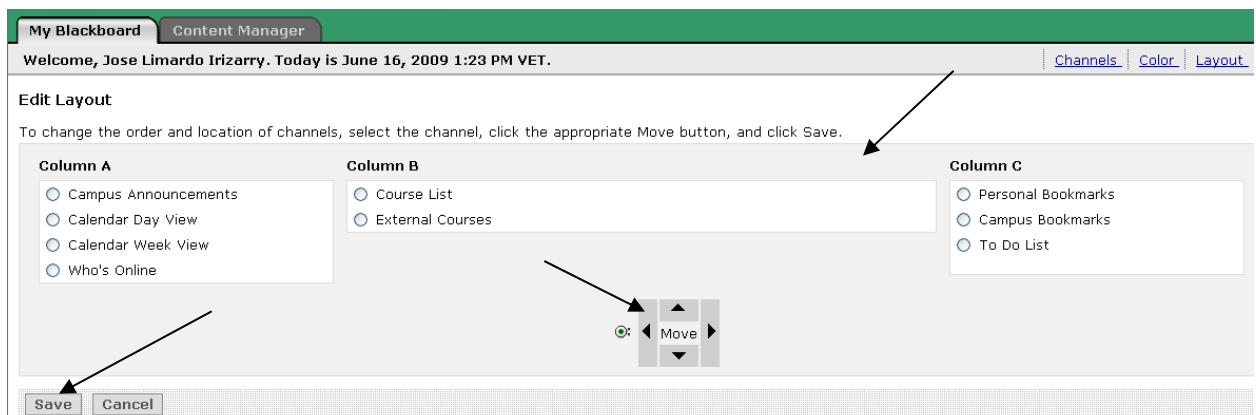 My Blackboard Content Manager
Welcome, Jose Limardo Irizarry. Today is June 16, 2009 1:23 PM VET. Channels Color Layout
Edit Layout
To change the order and location of channels, select the channel, click the appropriate Move button, and click Save.
Column A
Campus Announcements
Calendar Day View
Calendar Week View
Who's Online
Column B
Course List
External Courses
Column C
Personal Bookmarks
Campus Bookmarks
To Do List
: Move
Save Cancel